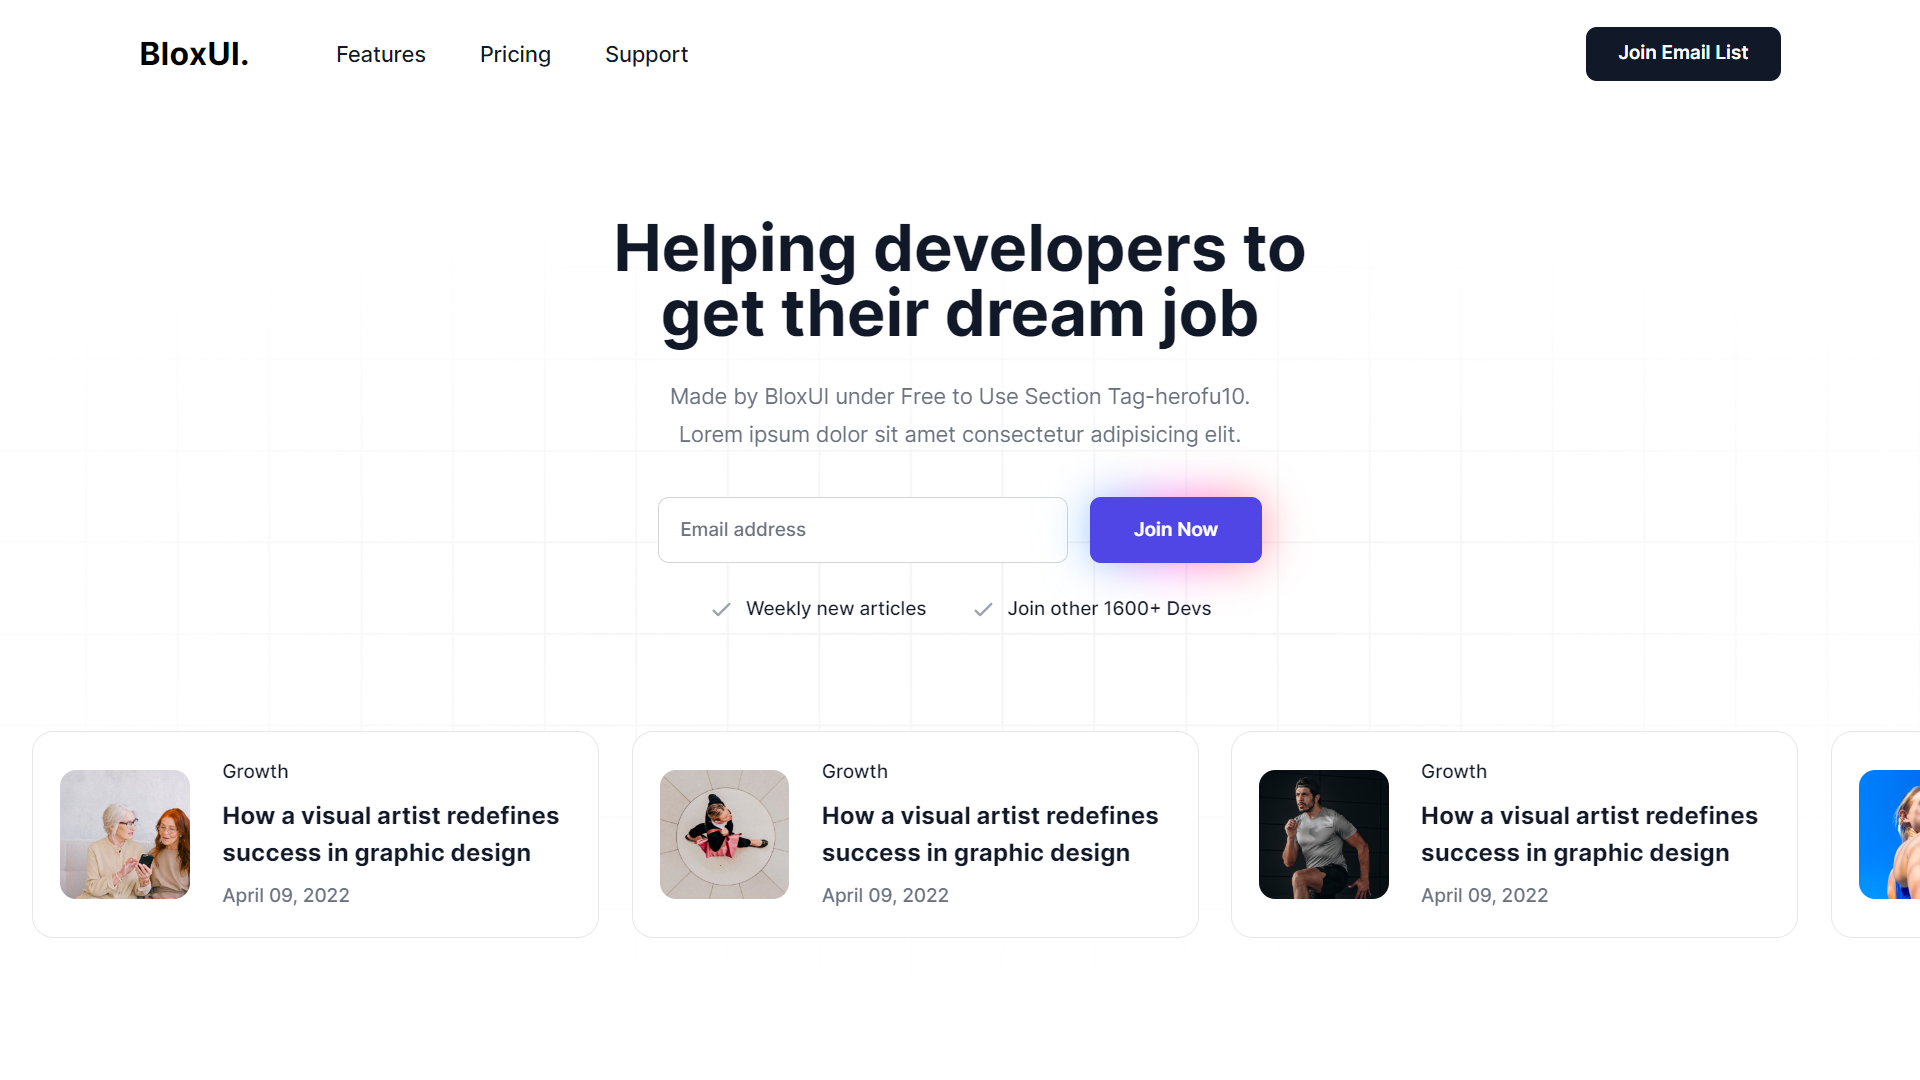 BloxUI.
Features
Pricing
Support
Join Email List
Helping developers to
get their dream job
Made by BloxUI under Free to Use Section Tag-herofu10.
Lorem ipsum dolor sit amet consectetur adipisicing elit.
Email address
Join Now
Weekly new articles
Join other 1600+ Devs
Growth
How a visual artist redefines
success in graphic design
April 09, 2022
Growth
How a visual artist redefines
success in graphic design
April 09, 2022
Growth
How a visual artist redefines
success in graphic design
April 09, 2022